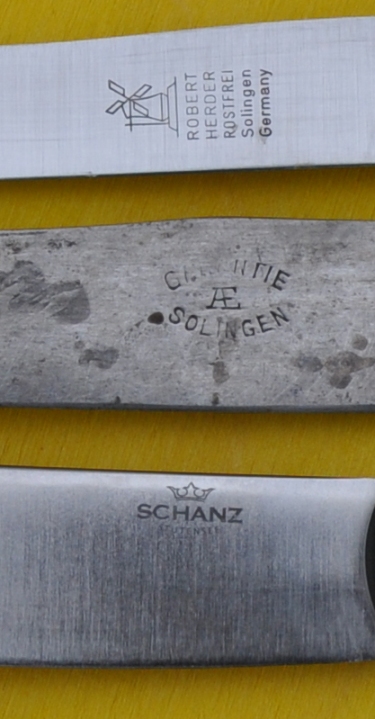 ROBERT
HERDER
ROSTFREI
Solingen
Germany
Æ
SOLINGEN
SCHANZ